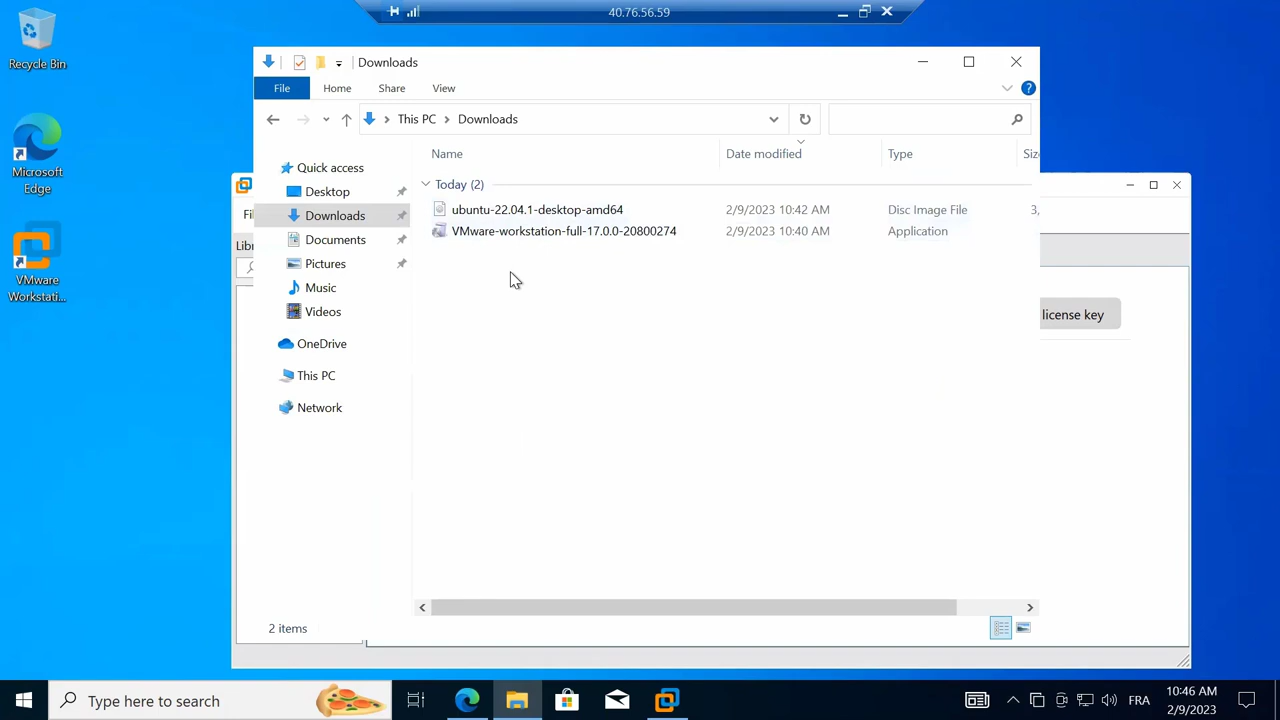 40.76.56.59
Recycle Bin
Microsoft
Edge
VMware
Workstati...
Downloads
File Home Share View
This PC Downloads
Name Date modified Type Size
Quick access
Desktop
Downloads
Documents
Pictures
Music
Videos
OneDrive
This PC
Network
Today (2)
ubuntu-22.04.1-desktop-amd64 2/9/2023 10:42 AM Disc Image File 3,
VMware-workstation-full-17.0.0-20800274 2/9/2023 10:40 AM Application
2 items
Fi
Libr
license key
Type here to search
FRA
10:46 AM
2/9/2023